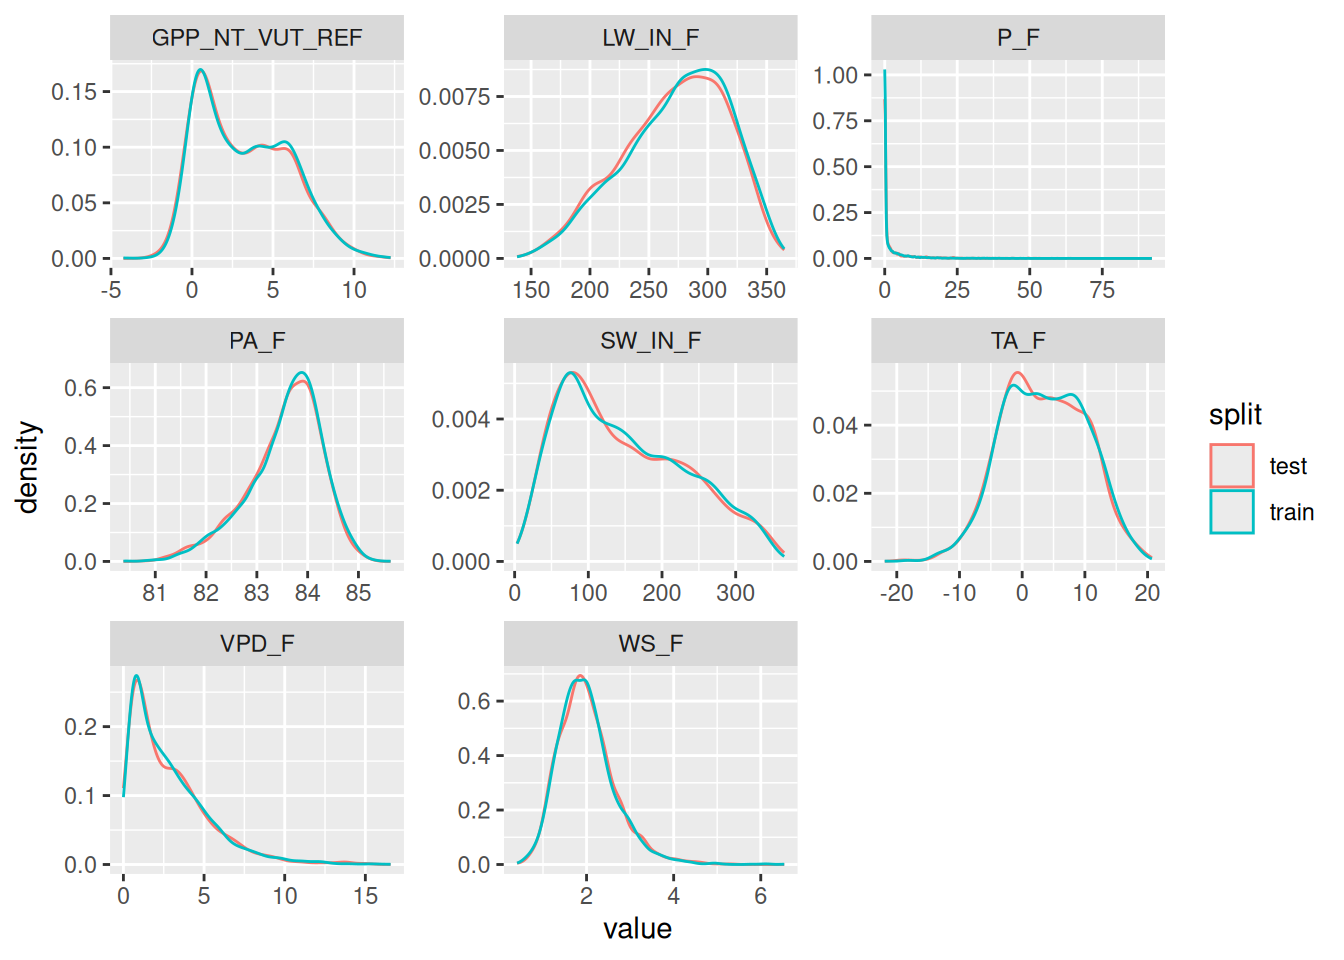 GPP_NT_VUT_REF LW_IN_F P_F
0.15 0.10 0.05 0.00
-5 0 5 10
0.0075 0.0050 0.0025 0.0000
150 200 250 300 350
1.00 0.75 0.50 0.25 0.00
0 25 50 75
PA_F SW_IN_F TA_F
0.6 0.4 0.2 0.0
81 82 83 84 85
0.004 0.002 0.000
0 100 200 300
0.04 0.02 0.00
-20 -10 0 10 20
VPD_F WS_F
0.2 0.1 0.0
0 5 10 15
0.6 0.4 0.2 0.0
2 4 6
density
value
split
test
train